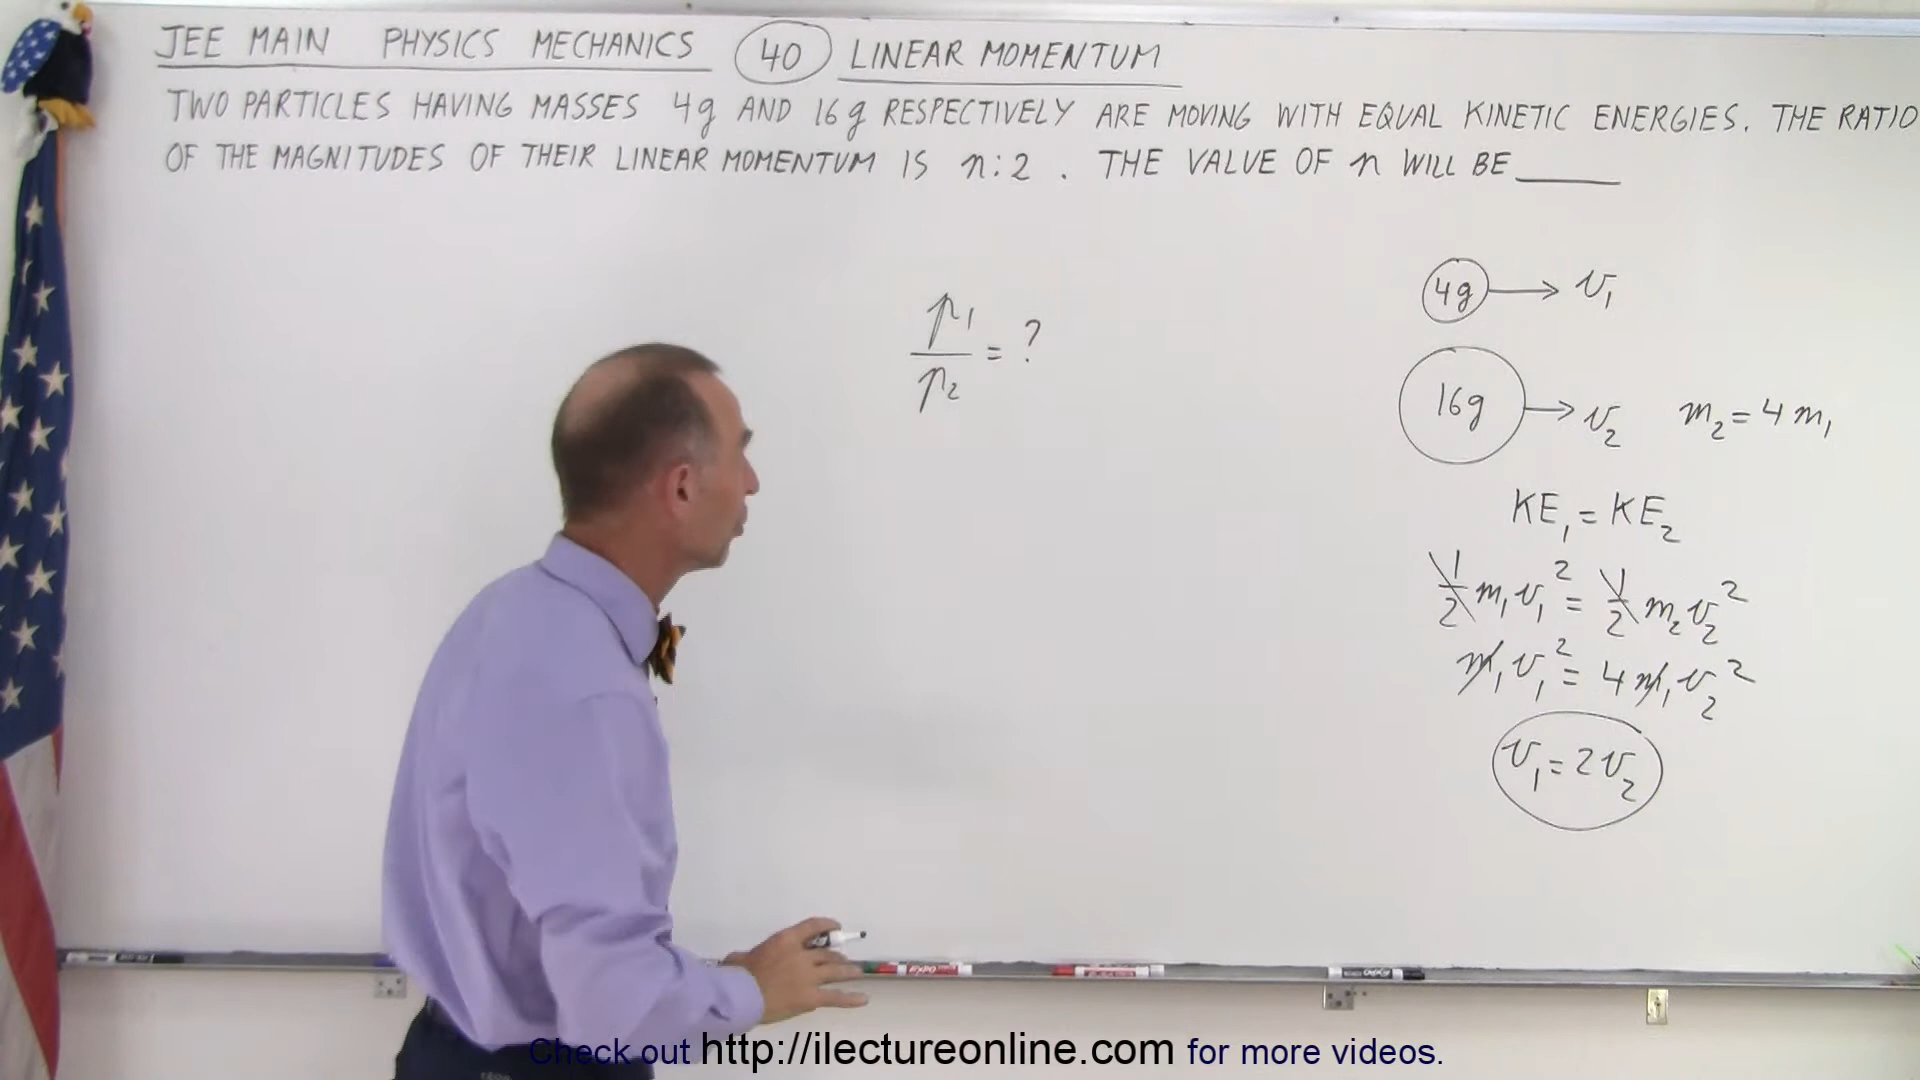 JEE MAIN PHYSICS MECHANICS 40 LINEAR MOMENTUM
TWO PARTICLES HAVING MASSES 4g AND 16g RESPECTIVELY ARE MOVING WITH EQUAL KINETIC ENERGIES. THE RATIO
OF THE MAGNITUDES OF THEIR LINEAR MOMENTUM IS n:2 . THE VALUE OF n WILL BE ____
p₁/p₂ = ?
4g → v₁
16g → v₂ m₂ = 4 m₁
KE₁ = KE₂
1/2 m₁v₁² = 1/2 m₂v₂²
m₁v₁² = 4 m₁v₂²
v₁ = 2v₂
EXPO
Check out http://ilectureonline.com for more videos.